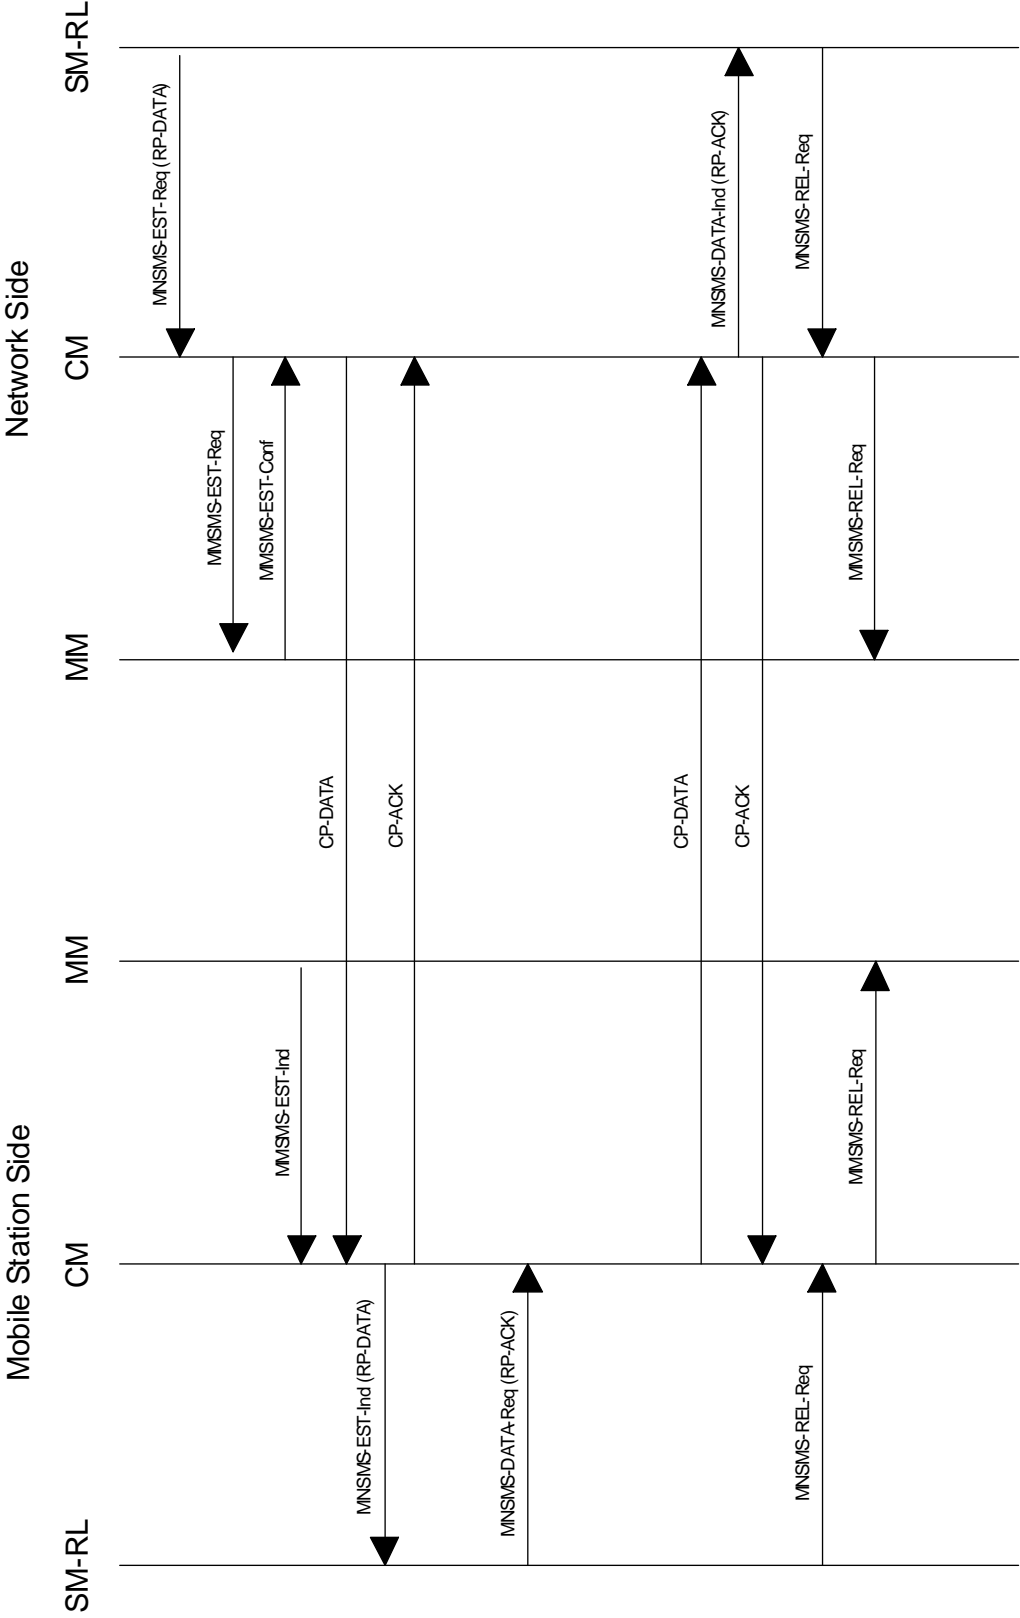 Mobile Station Side
Network Side
SM-RL
CM
MM
MM
CM
SM-RL
MNSMS-EST-Req (RP-DATA)
MMSMS-EST-Req
MMSMS-EST-Conf
MMSMS-EST-Ind
CP-DATA
MNSMS-EST-Ind (RP-DATA)
CP-ACK
MNSMS-DATA-Req (RP-ACK)
CP-DATA
MNSMS-DATA-Ind (RP-ACK)
CP-ACK
MNSMS-REL-Req
MNSMS-REL-Req
MMSMS-REL-Req
MMSMS-REL-Req